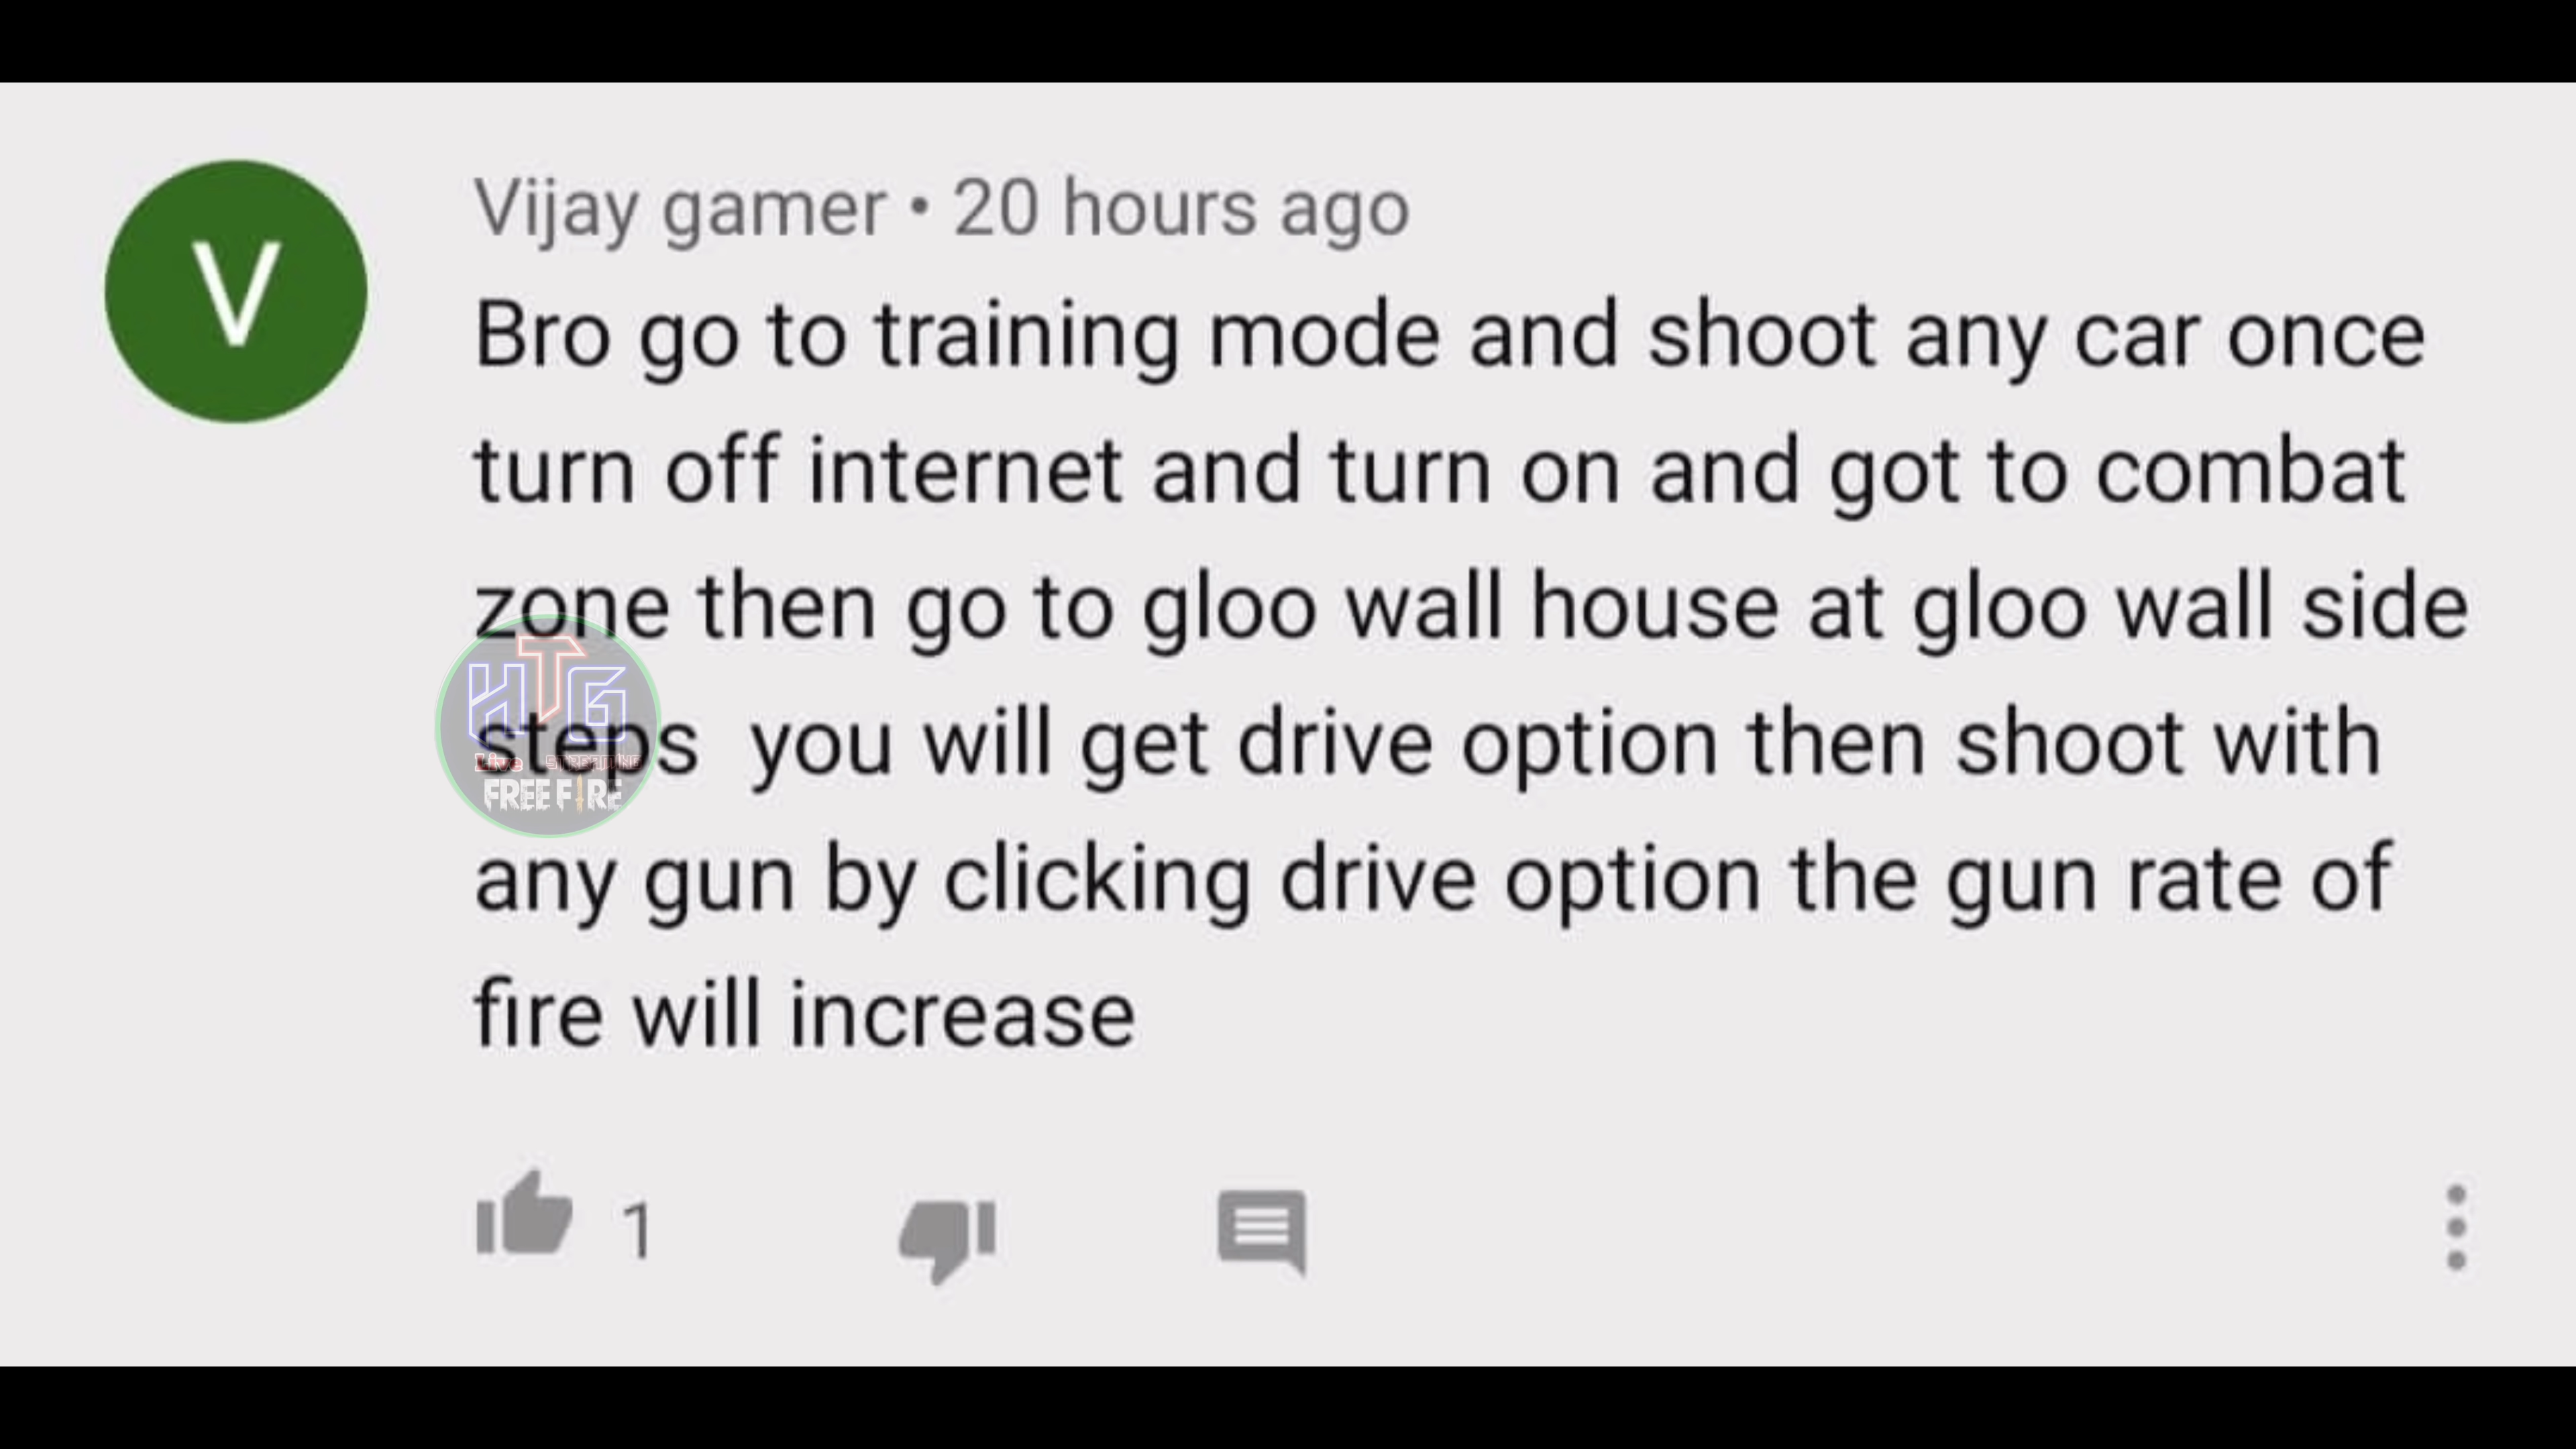 Vijay gamer • 20 hours ago
Bro go to training mode and shoot any car once
turn off internet and turn on and got to combat
zone then go to gloo wall house at gloo wall side
steps you will get drive option then shoot with
any gun by clicking drive option the gun rate of
fire will increase
V
HTG
Live STREAMING
FREE FIRE
1